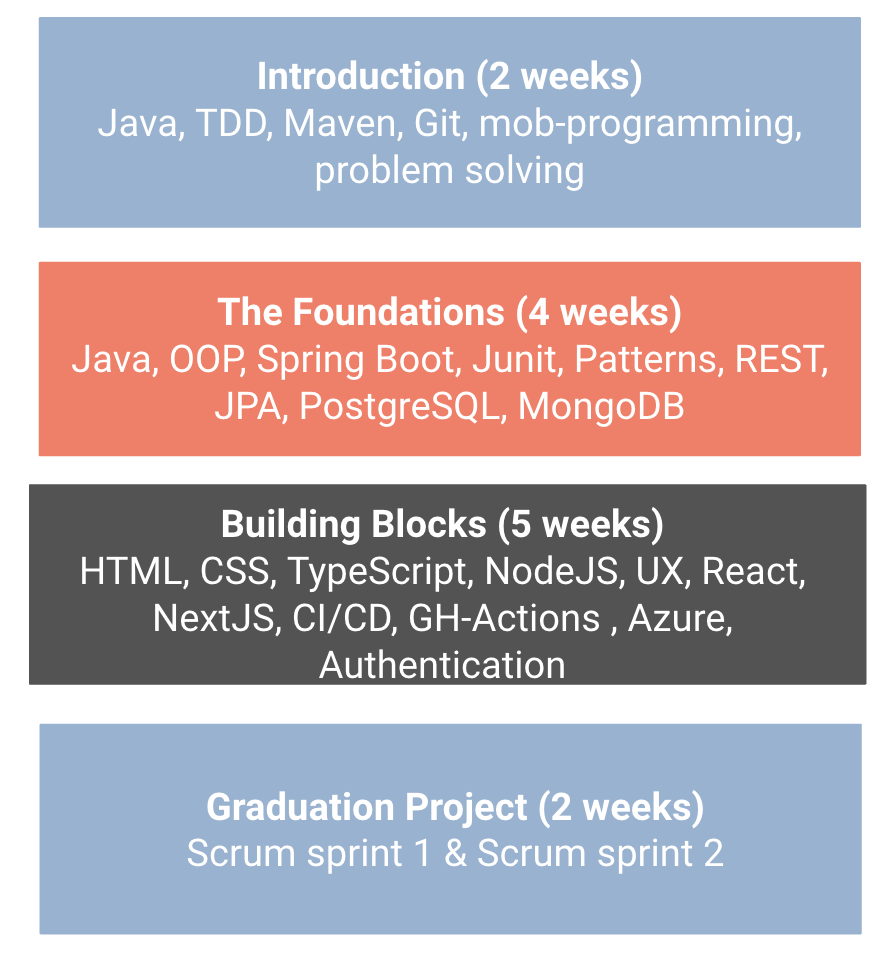 Introduction (2 weeks)
Java, TDD, Maven, Git, mob-programming,
problem solving
The Foundations (4 weeks)
Java, OOP, Spring Boot, Junit, Patterns, REST,
JPA, PostgreSQL, MongoDB
Building Blocks (5 weeks)
HTML, CSS, TypeScript, NodeJS, UX, React,
NextJS, CI/CD, GH-Actions , Azure,
Authentication
Graduation Project (2 weeks)
Scrum sprint 1 & Scrum sprint 2